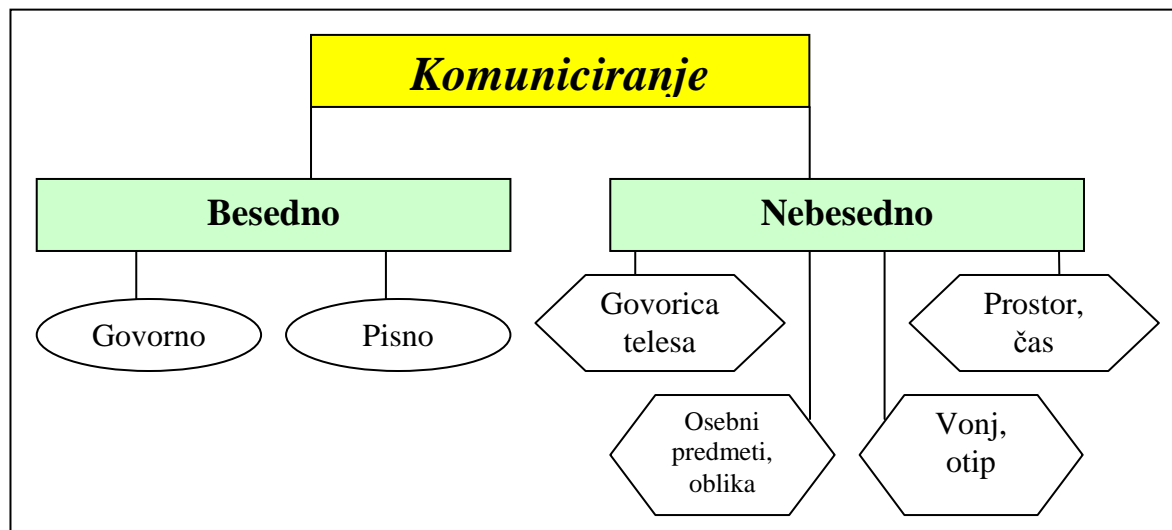 Komuniciranje
Besedno
Nebesedno
Govorno
Pisno
Govorica
telesa
Prostor,
čas
Osebni
predmeti,
oblika
Vonj,
otip